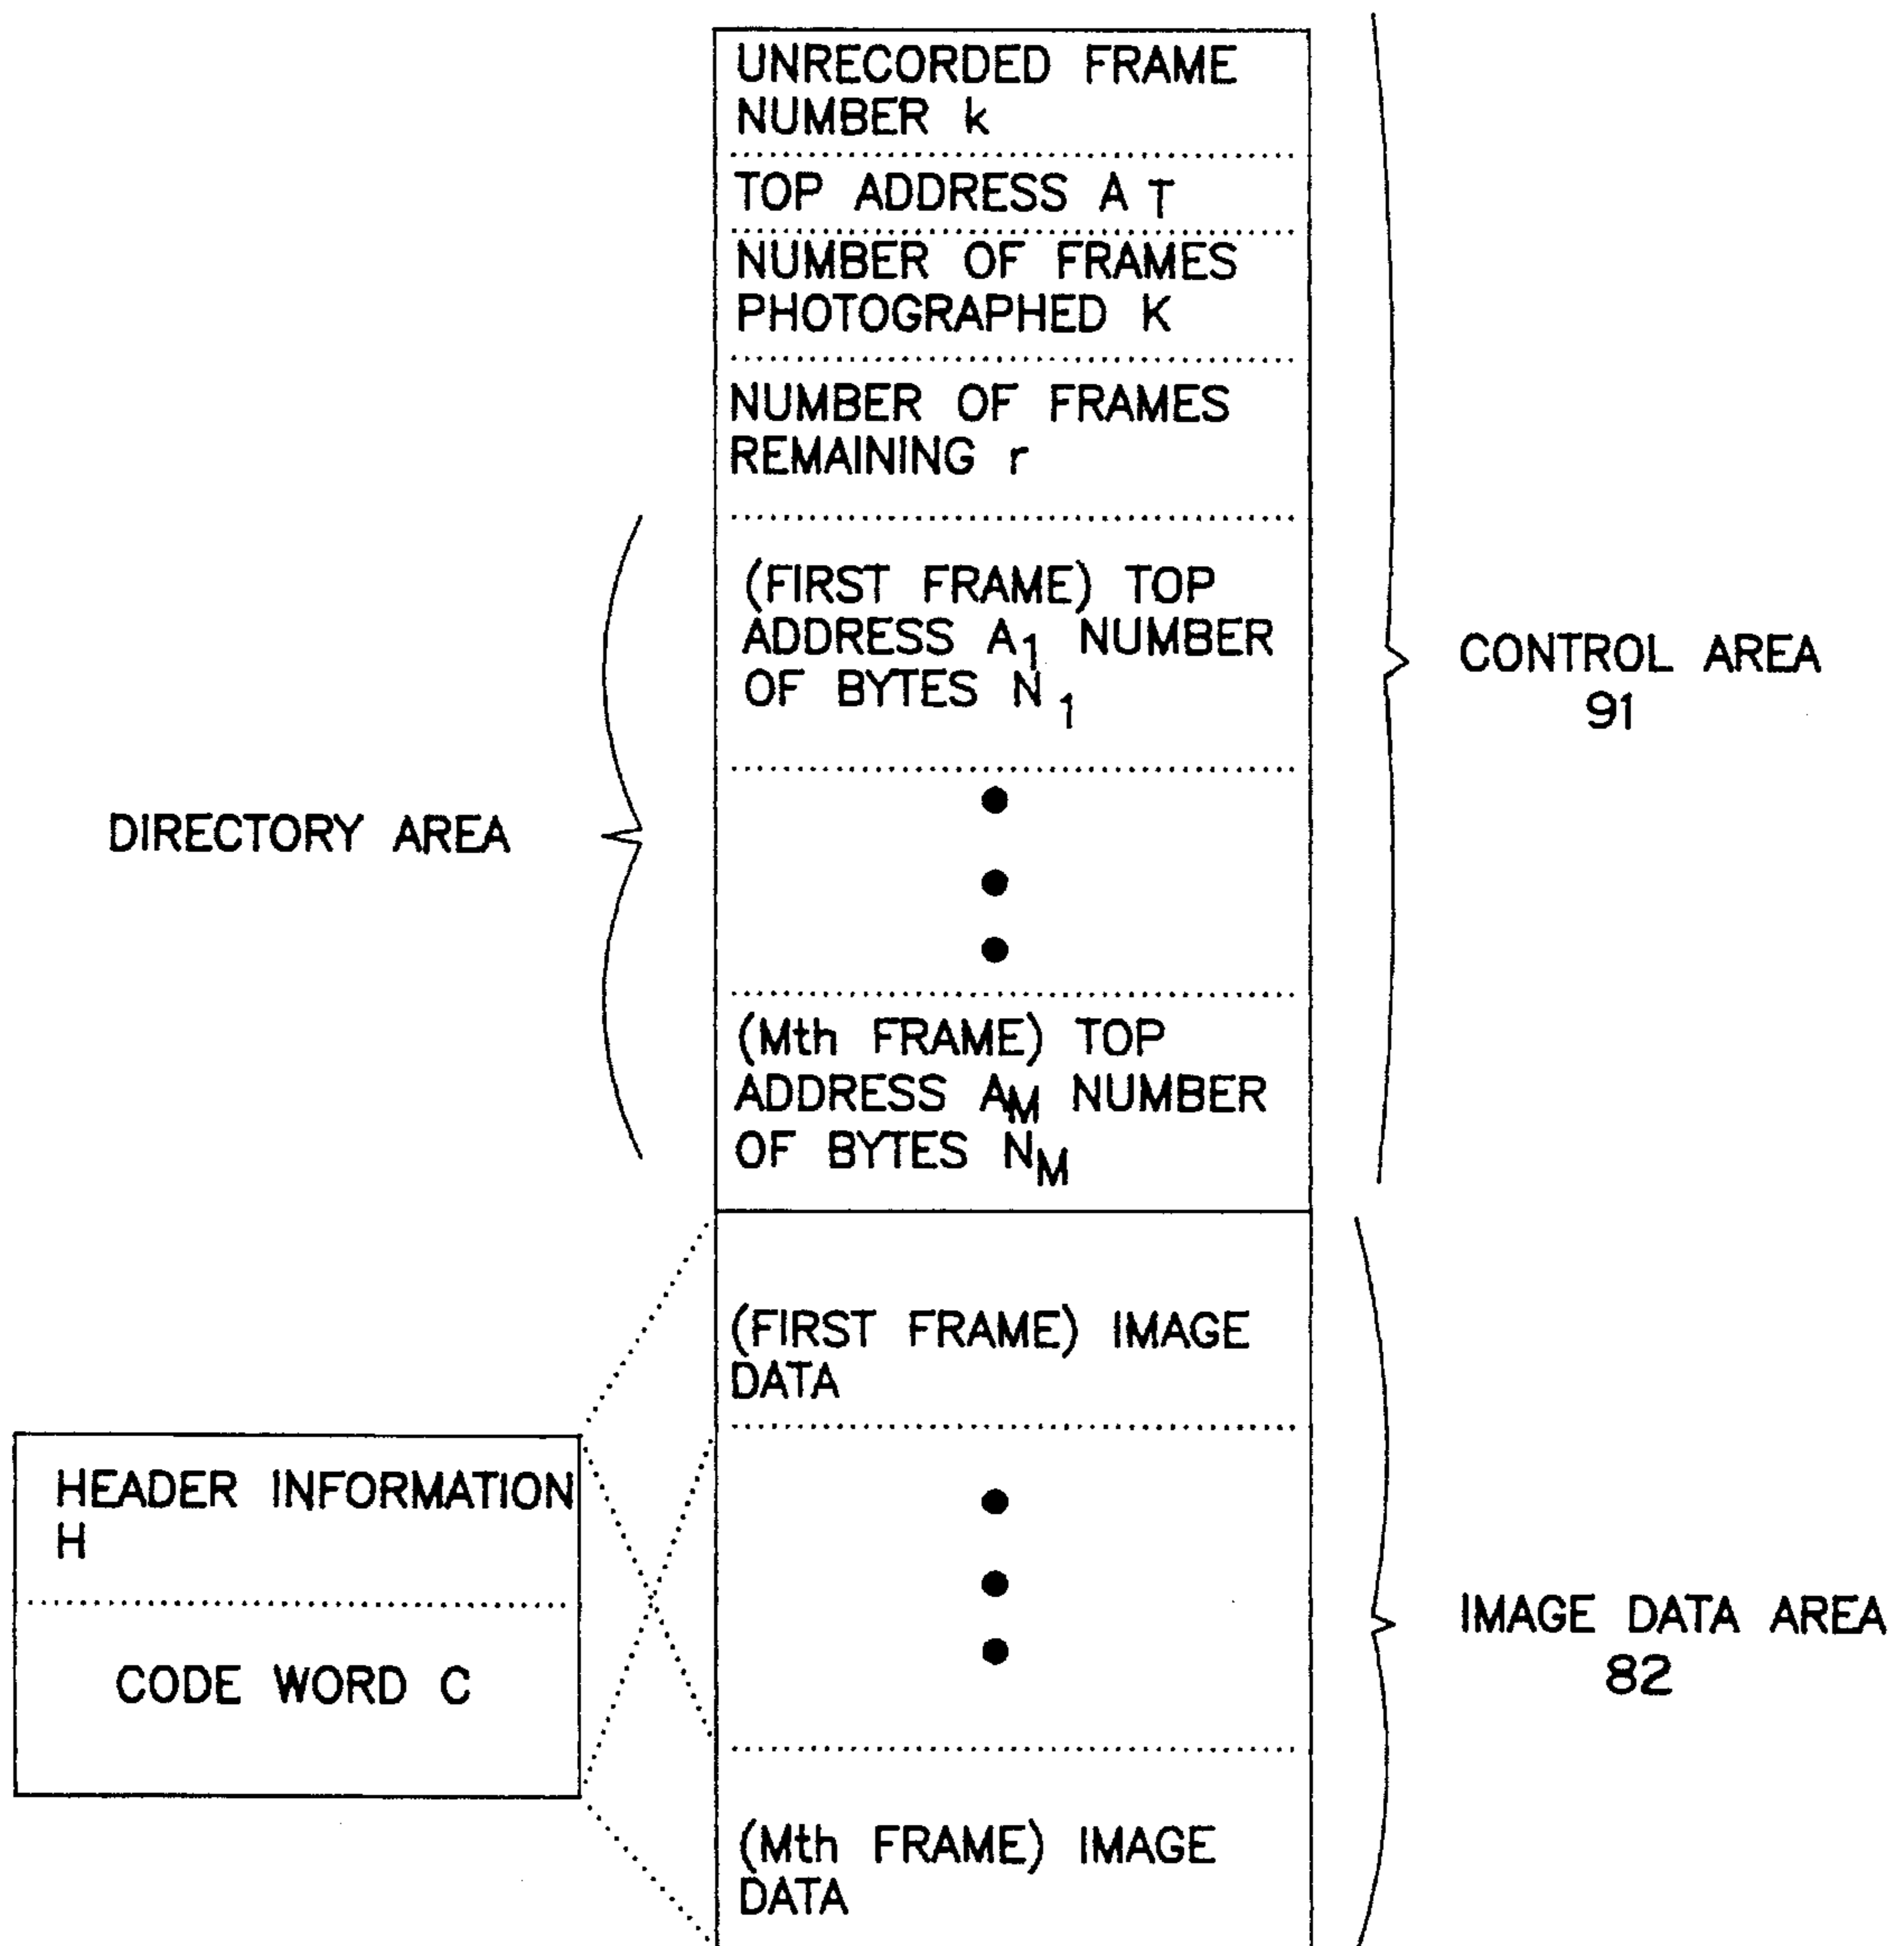 UNRECORDED FRAME
NUMBER k
TOP ADDRESS A T
NUMBER OF FRAMES
PHOTOGRAPHED K
NUMBER OF FRAMES
REMAINING r
(FIRST FRAME) TOP
ADDRESS A1 NUMBER
OF BYTES N1
CONTROL AREA
91
DIRECTORY AREA
(Mth FRAME) TOP
ADDRESS AM NUMBER
OF BYTES NM
(FIRST FRAME) IMAGE
DATA
HEADER INFORMATION
H
CODE WORD C
IMAGE DATA AREA
82
(Mth FRAME) IMAGE
DATA